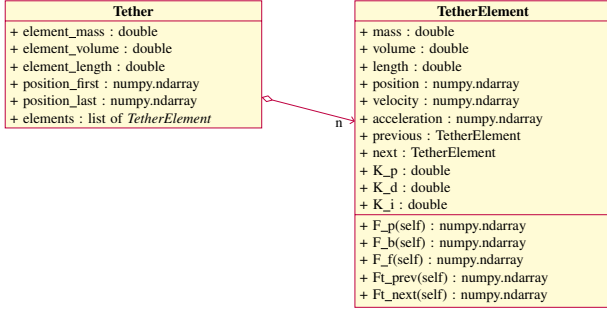 Tether
+ element_mass : double
+ element_volume : double
+ element_length : double
+ position_first : numpy.ndarray
+ position_last : numpy.ndarray
+ elements : list of TetherElement
n
TetherElement
+ mass : double
+ volume : double
+ length : double
+ position : numpy.ndarray
+ velocity : numpy.ndarray
+ acceleration : numpy.ndarray
+ previous : TetherElement
+ next : TetherElement
+ K_p : double
+ K_d : double
+ K_i : double
+ F_p(self) : numpy.ndarray
+ F_b(self) : numpy.ndarray
+ F_f(self) : numpy.ndarray
+ Ft_prev(self) : numpy.ndarray
+ Ft_next(self) : numpy.ndarray